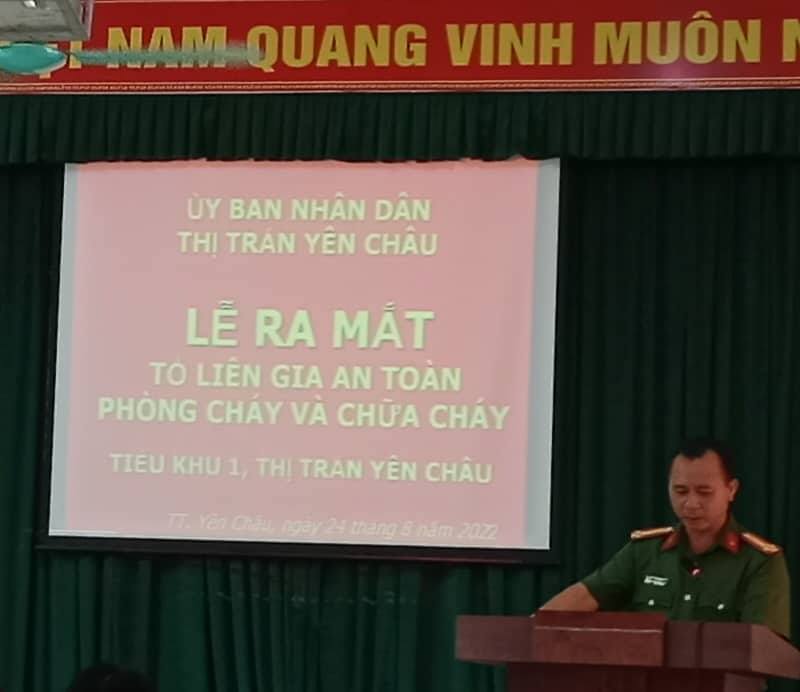 NAM QUANG VINH MUÔN
ỦY BAN NHÂN DÂN
THỊ TRẤN YÊN CHÂU
LỄ RA MẮT
TỔ LIÊN GIA AN TOÀN
PHÒNG CHÁY VÀ CHỮA CHÁY
TIỂU KHU 1, THỊ TRẤN YÊN CHÂU
TT. Yên Châu, ngày 24 tháng 8 năm 2022